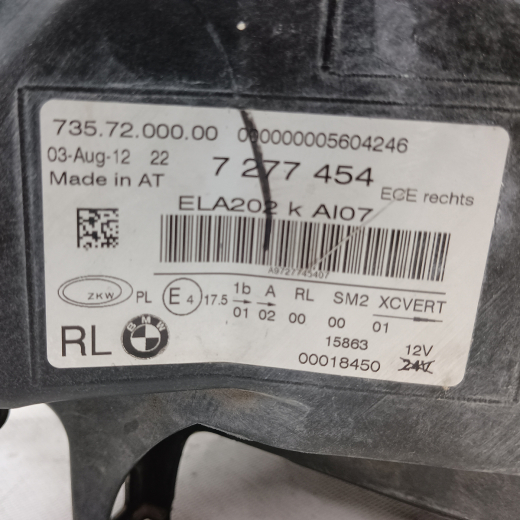 735.72.000.00 000000005604246
03-Aug-12 22 7 277 454
Made in AT ECE rechts
ELA202 k AI07
A9727745407
ZKW PL E4 17.5 1b A RL SM2 XCVERT
01 02 00 00 01
15863 12V
RL BMW 00018450 24V